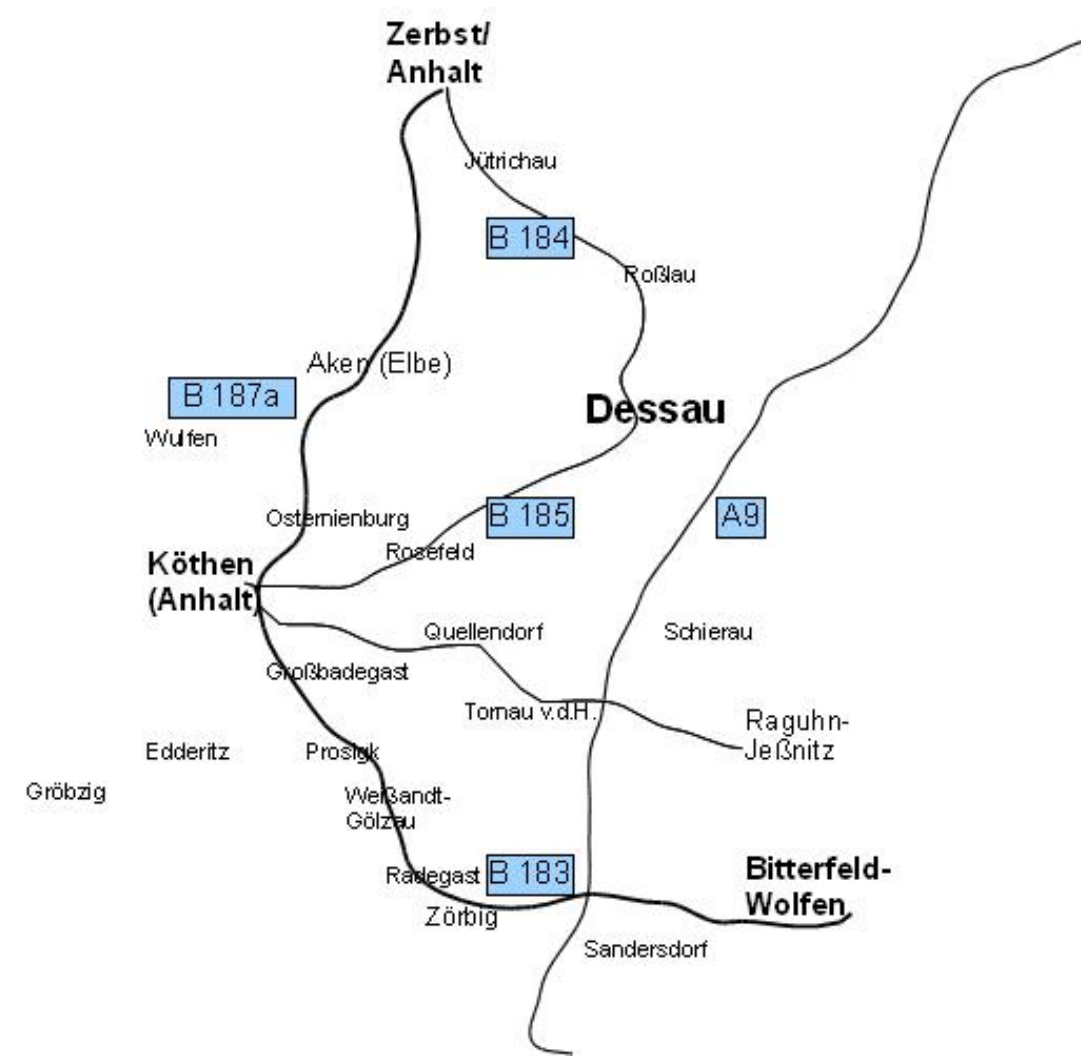 Zerbst/
Anhalt
Jütrichau
B 184
Roßlau
Aken (Elbe)
B 187a
Dessau
Wulfen
Osternienburg
B 185
A9
Rosefeld
Köthen
(Anhalt)
Quellendorf
Schierau
Großbadegast
Tornau v.d.H.
Raguhn-
Jeßnitz
Edderitz
Prosigk
Gröbzig
Weißandt-
Gölzau
Radegast
B 183
Bitterfeld-
Wolfen
Zörbig
Sandersdorf